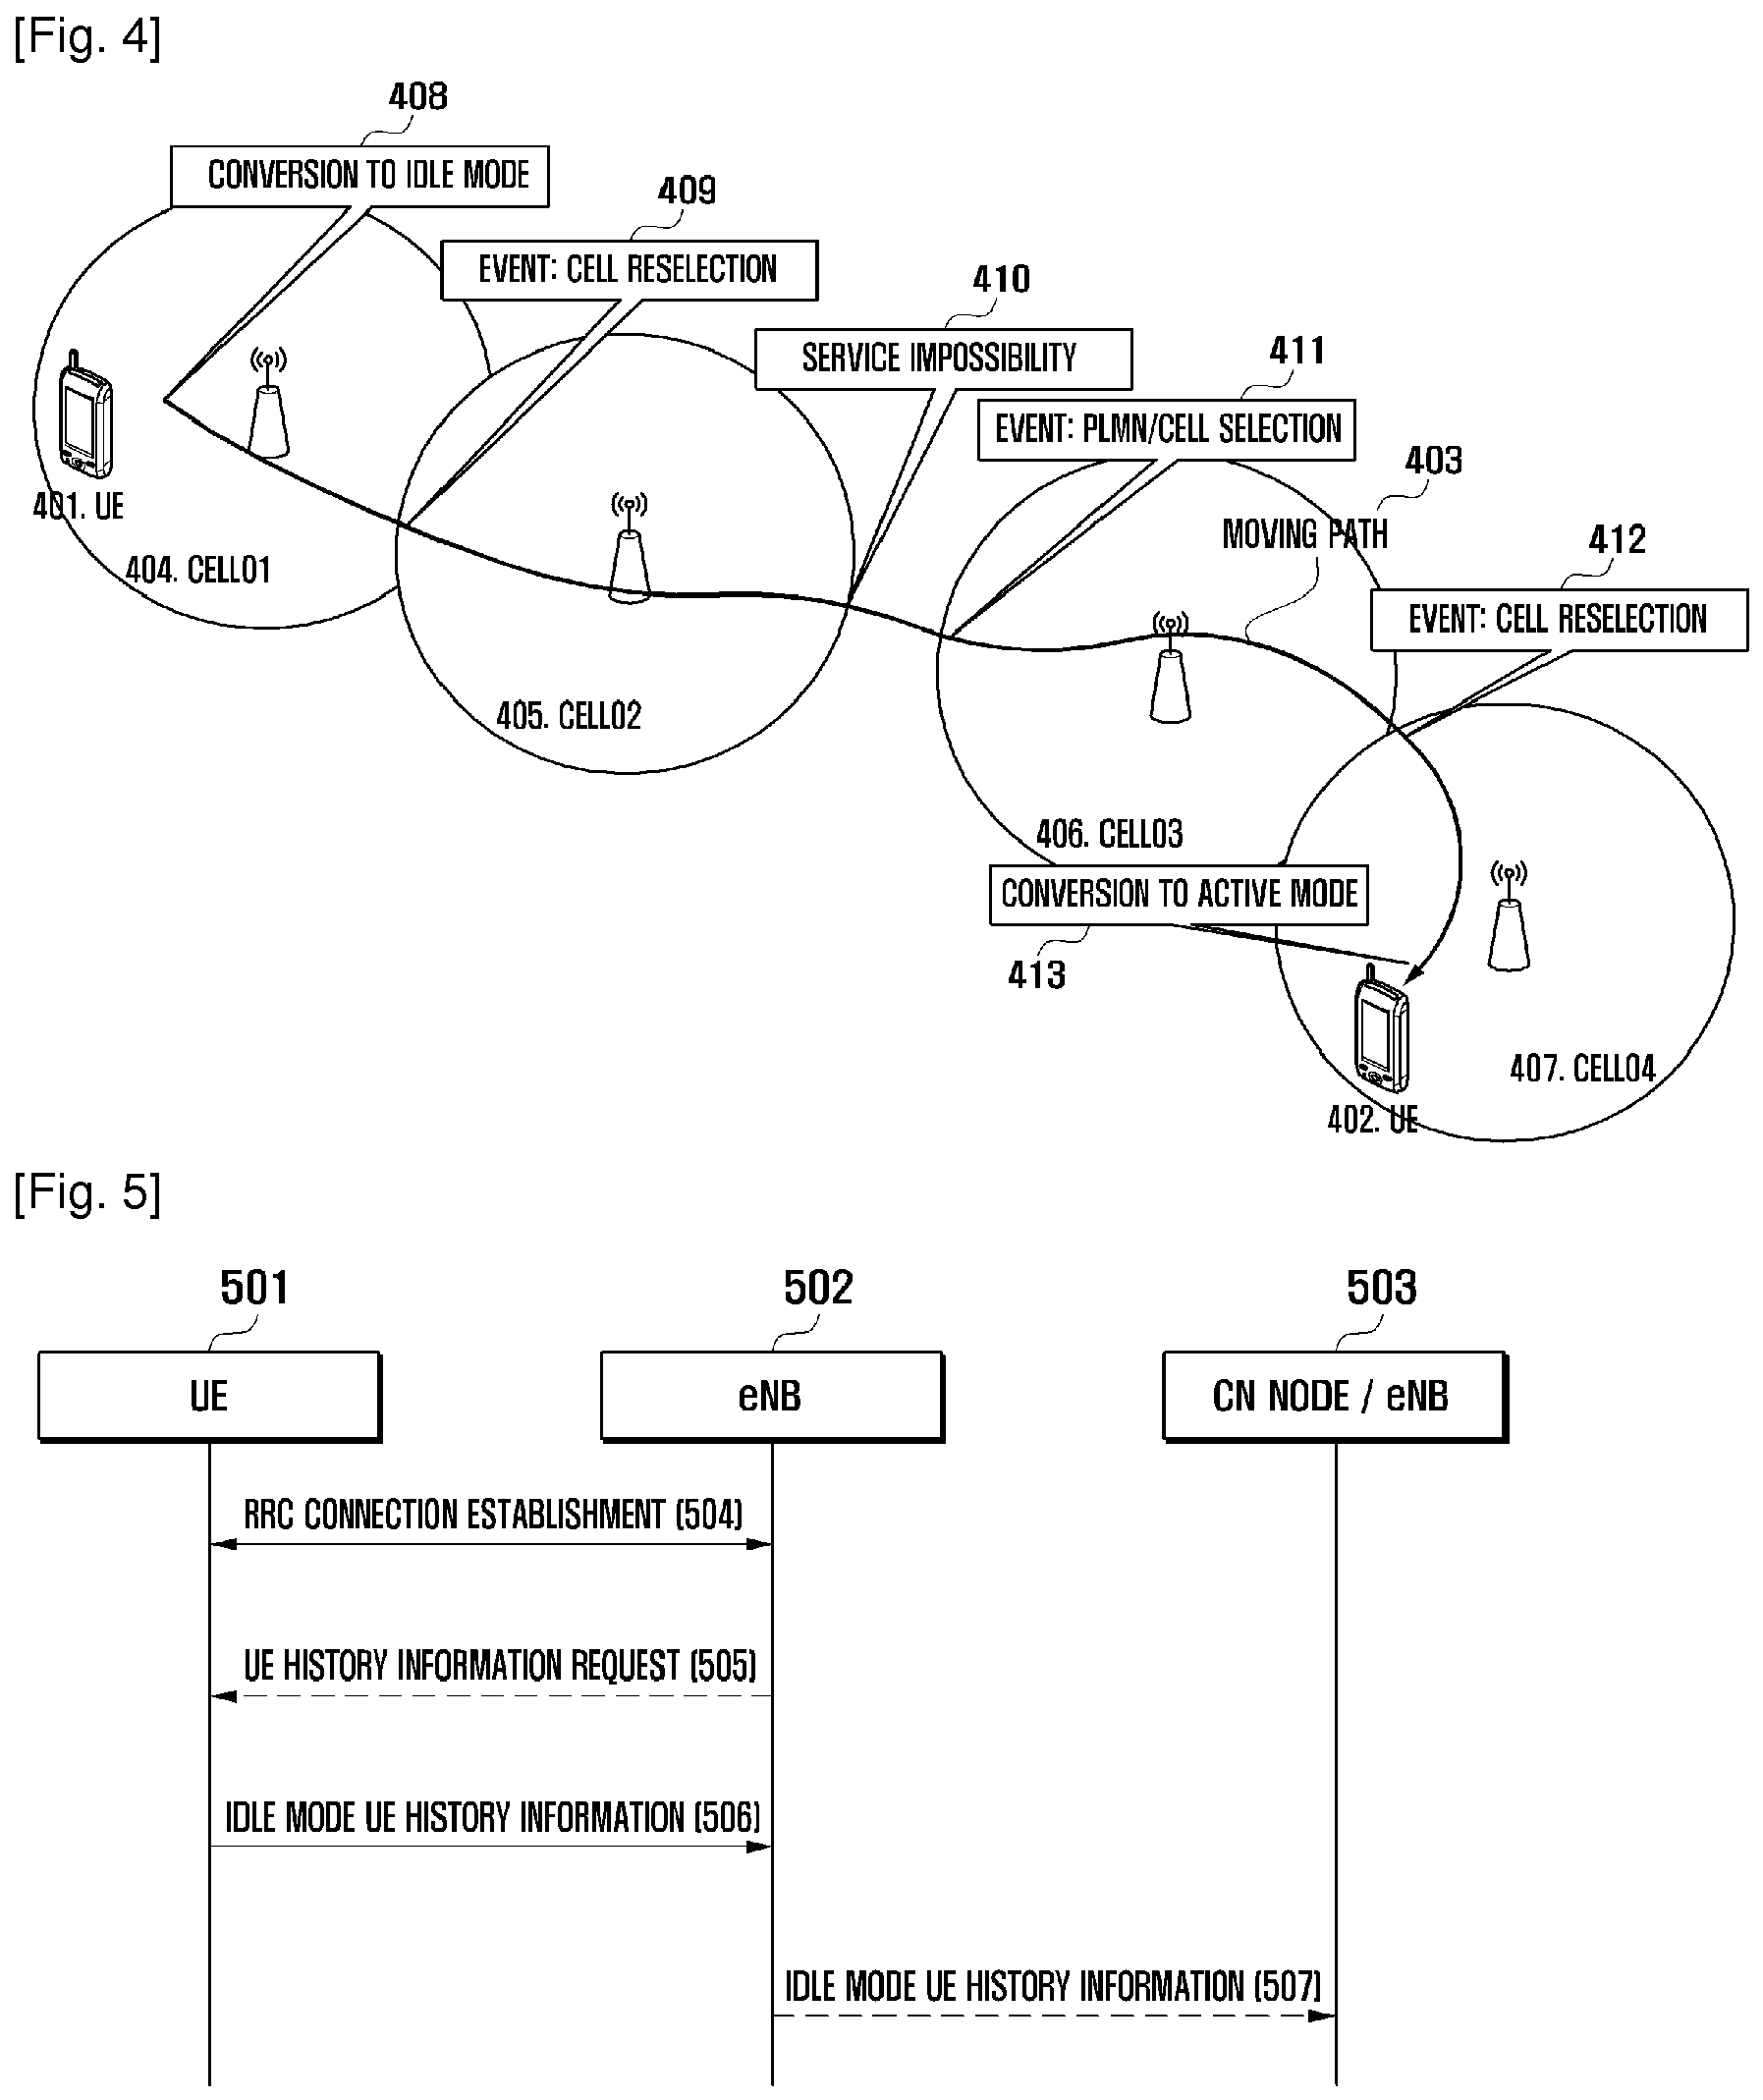 [Fig. 4]
408
CONVERSION TO IDLE MODE
409
EVENT: CELL RESELECTION
410
SERVICE IMPOSSIBILITY
411
EVENT: PLMN/CELL SELECTION
403
MOVING PATH
412
EVENT: CELL RESELECTION
401. UE
404. CELL01
405. CELL02
406. CELL03
CONVERSION TO ACTIVE MODE
413
407. CELL04
402. UE
[Fig. 5]
501
502
503
UE
eNB
CN NODE / eNB
RRC CONNECTION ESTABLISHMENT (504)
UE HISTORY INFORMATION REQUEST (505)
IDLE MODE UE HISTORY INFORMATION (506)
IDLE MODE UE HISTORY INFORMATION (507)